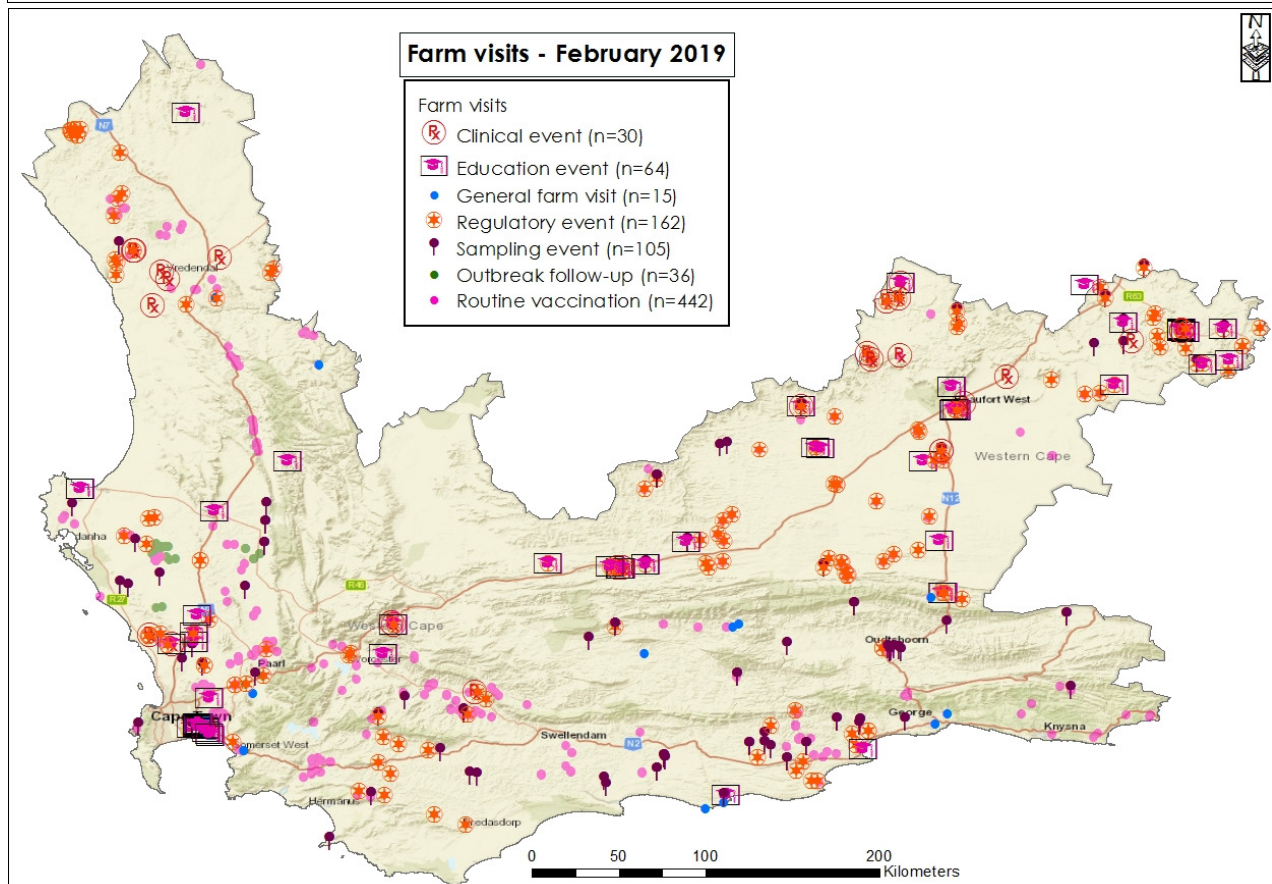 Farm visits - February 2019
N
Farm visits
Clinical event (n=30)
Education event (n=64)
General farm visit (n=15)
Regulatory event (n=162)
Sampling event (n=105)
Outbreak follow-up (n=36)
Routine vaccination (n=442)
N7
Vredendal
R63
Beaufort West
Western Cape
N12
danha
R27
R46
Western Cape
Worcester
Paarl
Oudtshoorn
Cape Town
Somerset West
Swellendam
N2
George
Knysna
Hermanus
Bredasdorp
0 50 100 200
Kilometers